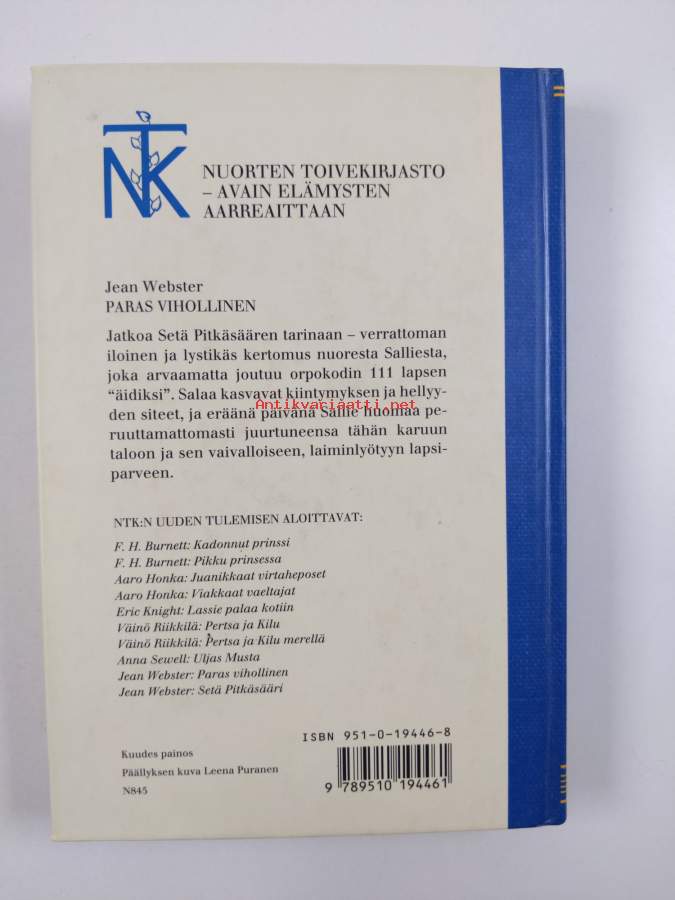 NTK
NUORTEN TOIVEKIRJASTO
– AVAIN ELÄMYSTEN
AARREAITTAAN
Jean Webster
PARAS VIHOLLINEN
Jatkoa Setä Pitkäsäären tarinaan – verrattoman
iloinen ja lystikäs kertomus nuoresta Salliesta,
joka arvaamatta joutuu orpokodin 111 lapsen
“äidiksi”. Salaa kasvavat kiintymyksen ja hellyy-
den siteet, ja eräänä päivänä Sallie huomaa pe-
Antikvariaatti.net
ruuttamattomasti juurtuneensa tähän karuun
taloon ja sen vaivalloiseen, laiminlyötyyn lapsi-
parveen.
NTK:N UUDEN TULEMISEN ALOITTAVAT:
F. H. Burnett: Kadonnut prinssi
F. H. Burnett: Pikku prinsessa
Aaro Honka: Juanikkaat virtaheposet
Aaro Honka: Viakkaat vaeltajat
Eric Knight: Lassie palaa kotiin
Väinö Riikkilä: Pertsa ja Kilu
Väinö Riikkilä: Pertsa ja Kilu merellä
Anna Sewell: Uljas Musta
Jean Webster: Paras vihollinen
Jean Webster: Setä Pitkäsääri
ISBN 951-0-19446-8
Kuudes painos
Päällyksen kuva Leena Puranen
N845
9 789510 194461